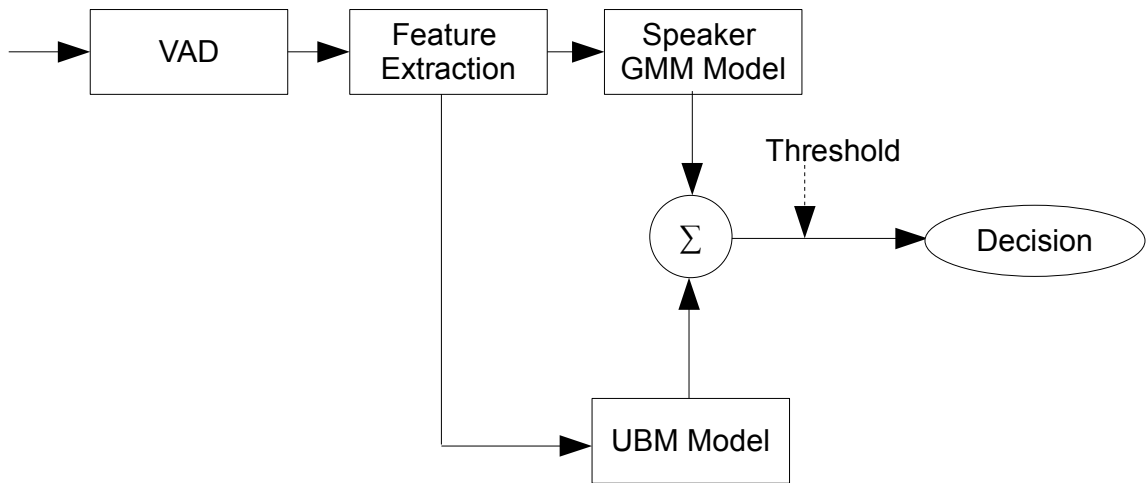 VAD
Feature
Extraction
Speaker
GMM Model
Threshold
∑
Decision
UBM Model